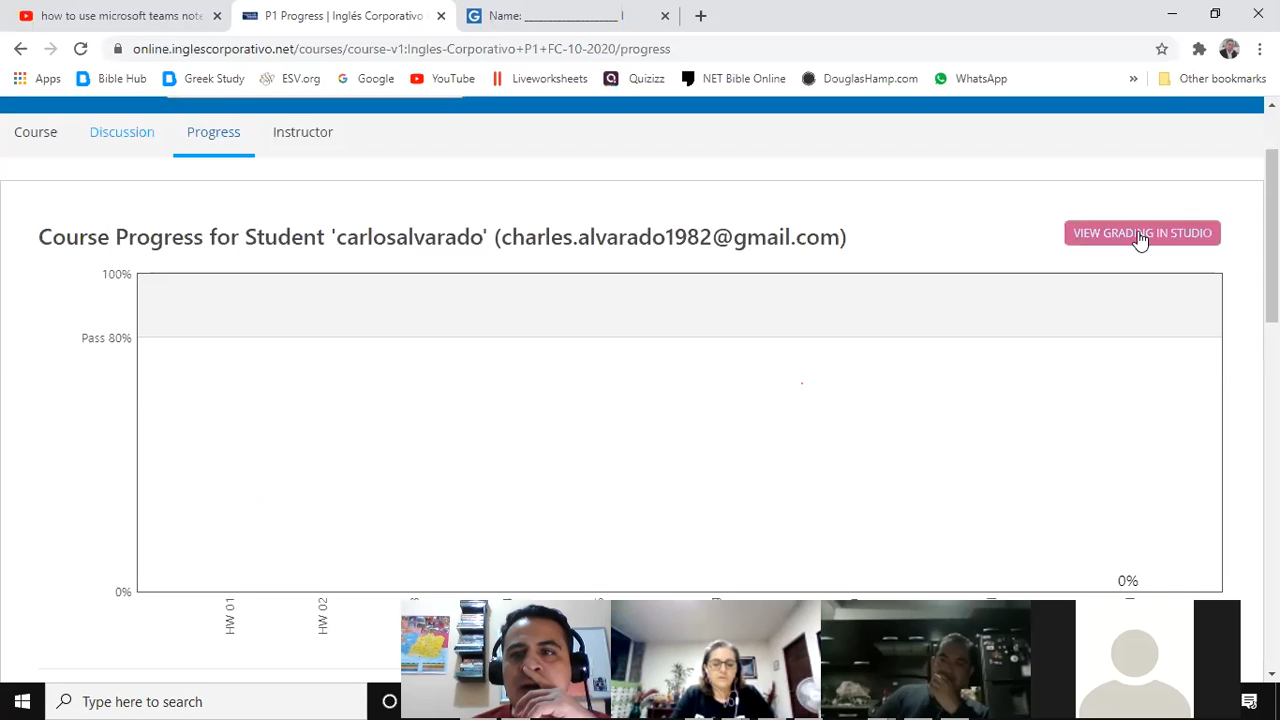 how to use microsoft teams note
P1 Progress | Inglés Corporativo
Name: ____________________ I
online.inglescorporativo.net/courses/course-v1:Ingles-Corporativo+P1+FC-10-2020/progress
Apps
Bible Hub
Greek Study
ESV.org
Google
YouTube
Liveworksheets
Quizizz
NET Bible Online
DouglasHamp.com
WhatsApp
»
Other bookmarks
Course
Discussion
Progress
Instructor
Course Progress for Student 'carlosalvarado' (charles.alvarado1982@gmail.com)
VIEW GRADING IN STUDIO
100%
Pass 80%
0%
0%
HW 01
HW 02
Type here to search